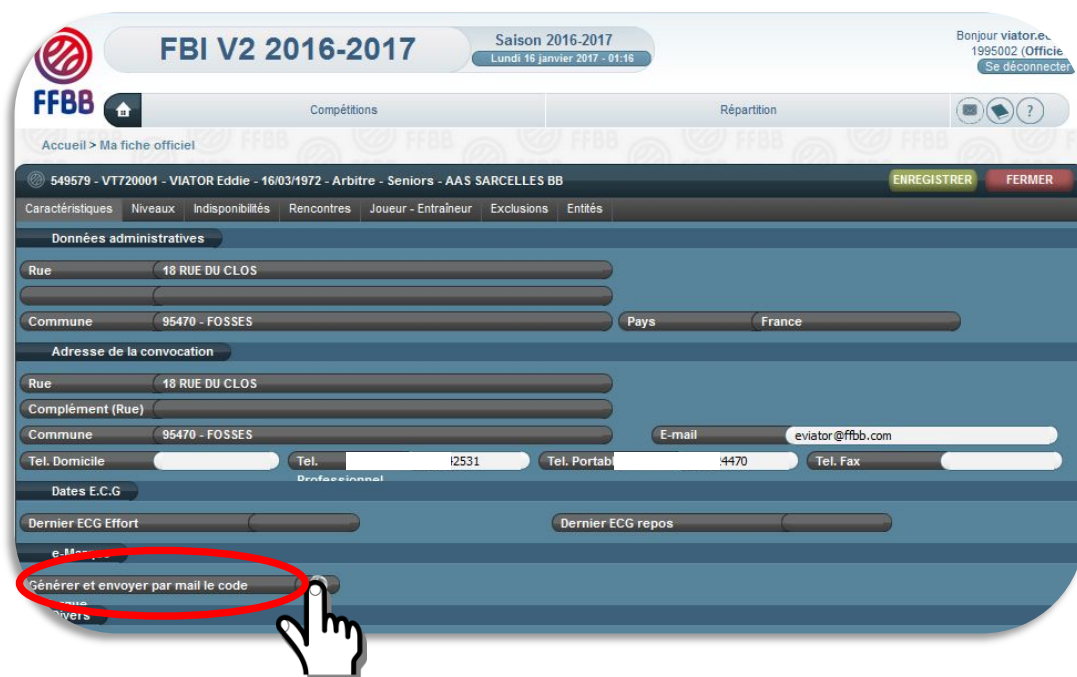 FBI V2 2016-2017
Saison 2016-2017
Lundi 16 janvier 2017 - 01:16
Bonjour viator.e
1995002 (Officie
Se déconnecter
FFBB
Compétitions Répartition ?
Accueil > Ma fiche officiel
549579 - VT720001 - VIATOR Eddie - 16/03/1972 - Arbitre - Seniors - AAS SARCELLES BB ENREGISTRER FERMER
Caractéristiques Niveaux Indisponibilités Rencontres Joueur - Entraîneur Exclusions Entités
Données administratives
Rue 18 RUE DU CLOS
Commune 95470 - FOSSES Pays France
Adresse de la convocation
Rue 18 RUE DU CLOS
Complément (Rue)
Commune 95470 - FOSSES E-mail eviator@ffbb.com
Tel. Domicile Tel. 42531 Tel. Portabl 4470 Tel. Fax
Professionnel
Dates E.C.G
Dernier ECG Effort Dernier ECG repos
e-Marque
Générer et envoyer par mail le code
Divers